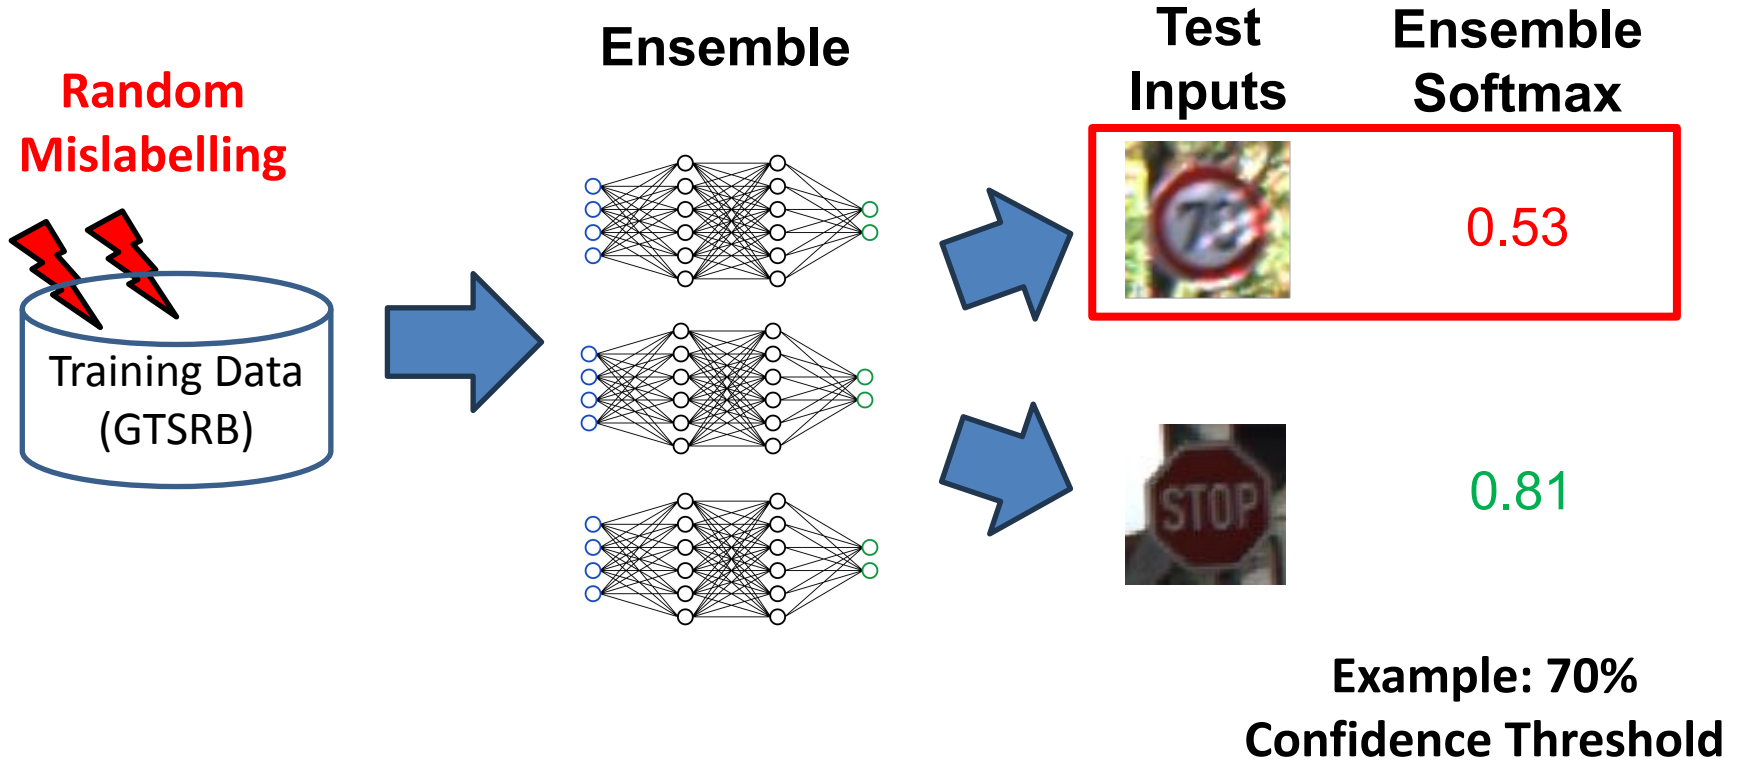 Random
Mislabelling
Training Data
(GTSRB)
Ensemble
Test
Inputs
Ensemble
Softmax
0.53
STOP
0.81
Example: 70%
Confidence Threshold